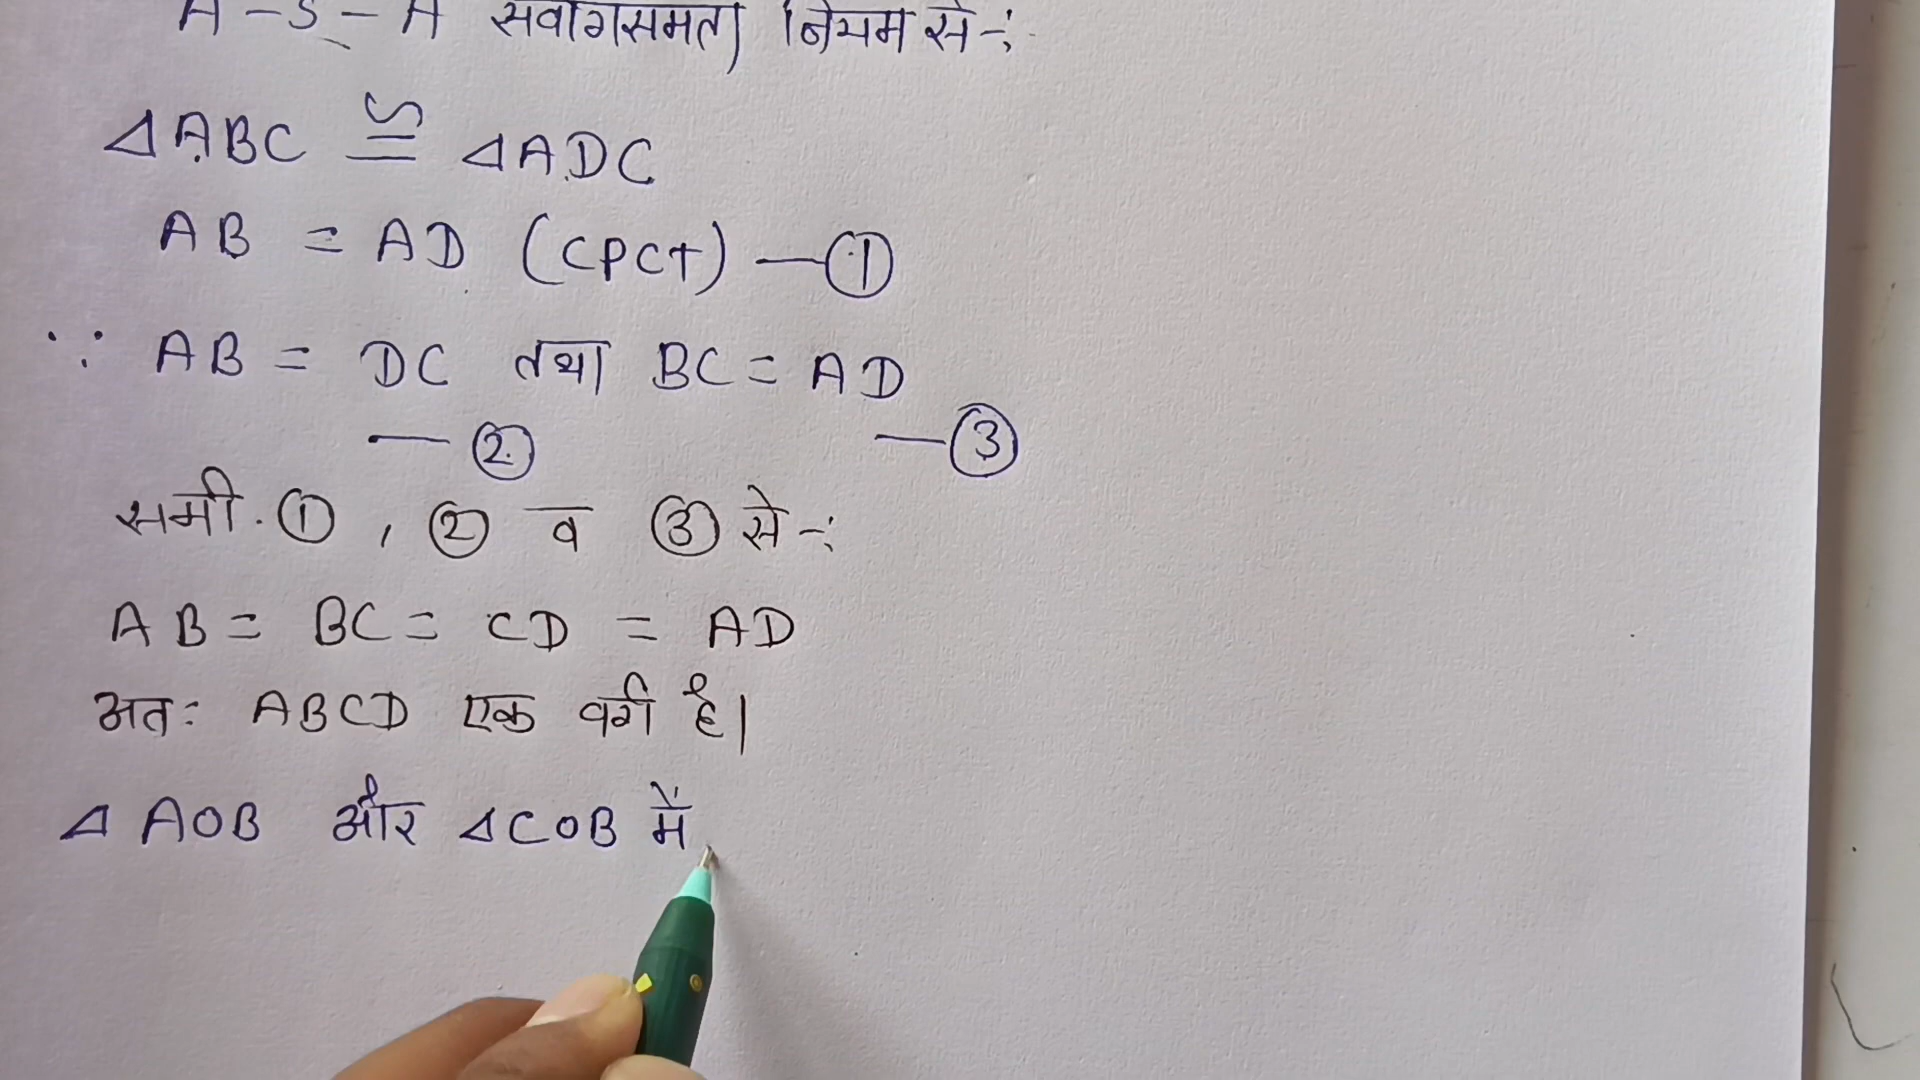 A - S - A सर्वांगसमता नियम से -:
⊿ABC ≅ ⊿ADC
AB = AD (CPCT) — ①
∵ AB = DC तथा BC = AD
— ② — ③
समी. ① , ② व ③ से -:
AB = BC = CD = AD
अतः ABCD एक वर्ग है।
⊿ AOB और ⊿COB में